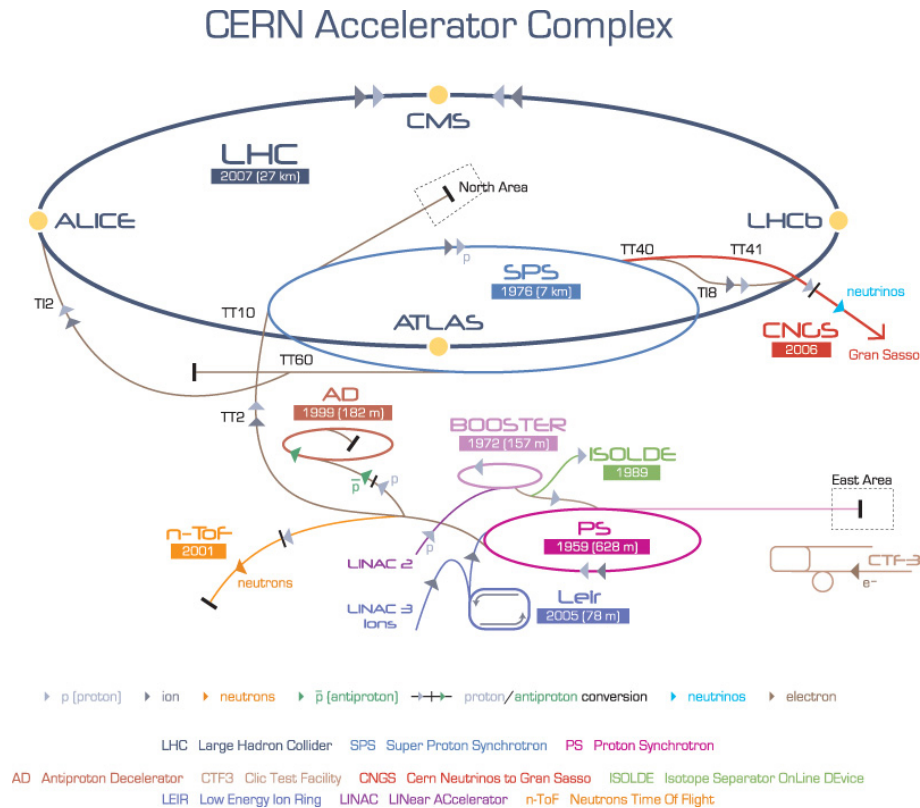 CERN Accelerator Complex
CMS
LHC
2007 (27 km)
North Area
ALICE
LHCb
TT40
TT41
SPS
1976 (7 km)
p
TI8
neutrinos
TI2
TT10
ATLAS
CNGS
2006
Gran Sasso
TT60
AD
1999 (182 m)
TT2
BOOSTER
1972 (157 m)
ISOLDE
1989
p̄
p
East Area
n-ToF
2001
LINAC 2
p
PS
1959 (628 m)
CTF-3
e-
neutrons
LINAC 3
Ions
Leir
2005 (78 m)
p (proton) ion neutrons p̄ (antiproton) proton/antiproton conversion neutrinos electron
LHC Large Hadron Collider SPS Super Proton Synchrotron PS Proton Synchrotron
AD Antiproton Decelerator CTF3 Clic Test Facility CNGS Cern Neutrinos to Gran Sasso ISOLDE Isotope Separator OnLine DEvice
LEIR Low Energy Ion Ring LINAC LINear ACcelerator n-ToF Neutrons Time Of Flight